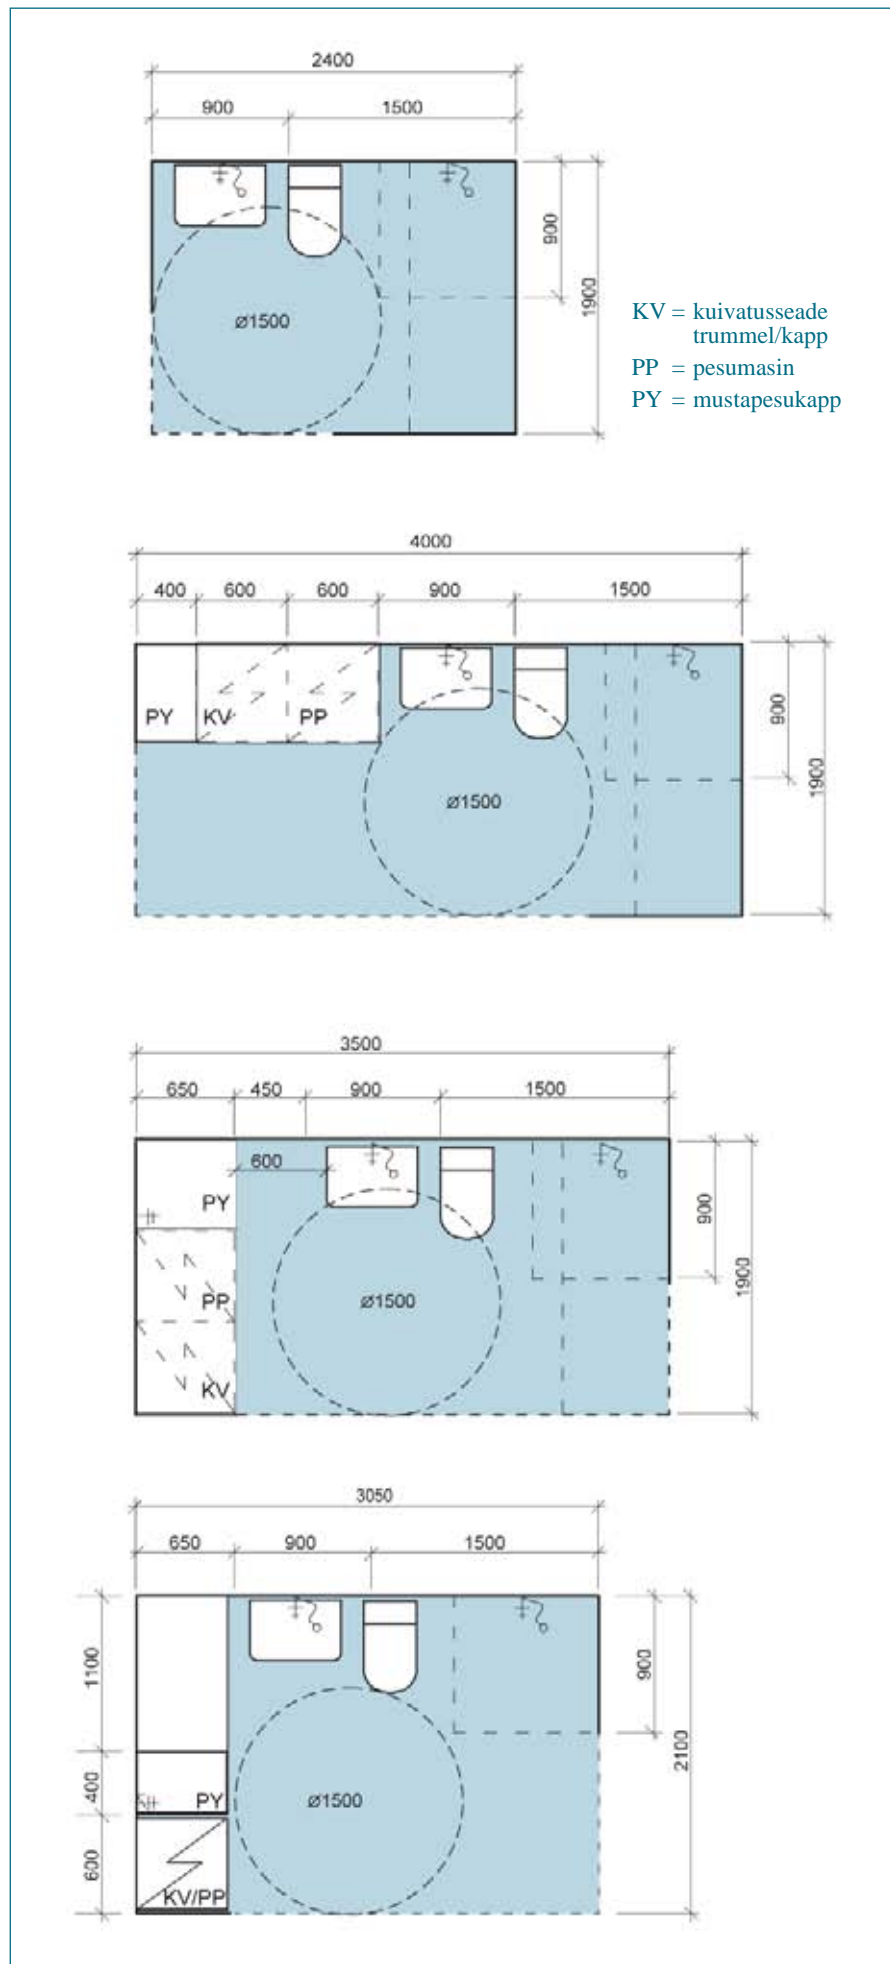 2400
900 1500
900
1900
Ø1500
KV = kuivatusseade
trummel/kapp
PP = pesumasin
PY = mustapesukapp
4000
400 600 600 900 1500
PY KV PP
900
1900
Ø1500
3500
650 450 900 1500
600
PY
900
1900
PP
Ø1500
KV
3050
650 900 1500
1100
900
2100
400
PY
Ø1500
600
KV/PP